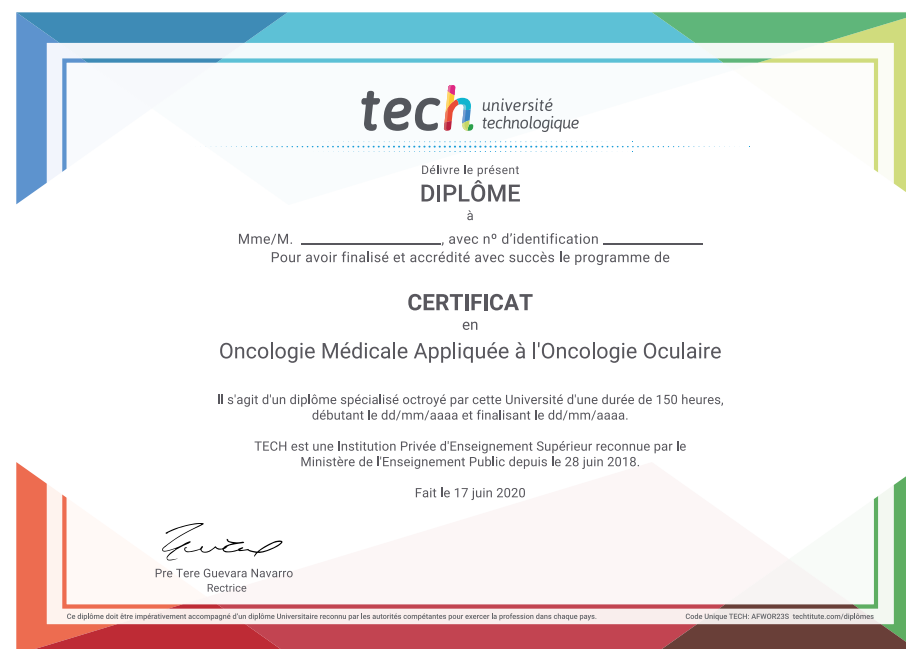 tech université
technologique
Délivre le présent
DIPLÔME
à
Mme/M. ____________________, avec nº d'identification ______________
Pour avoir finalisé et accrédité avec succès le programme de
CERTIFICAT
en
Oncologie Médicale Appliquée à l'Oncologie Oculaire
Il s'agit d'un diplôme spécialisé octroyé par cette Université d'une durée de 150 heures,
débutant le dd/mm/aaaa et finalisant le dd/mm/aaaa.
TECH est une Institution Privée d'Enseignement Supérieur reconnue par le
Ministère de l'Enseignement Public depuis le 28 juin 2018.
Fait le 17 juin 2020
Pre Tere Guevara Navarro
Rectrice
Ce diplôme doit être impérativement accompagné d'un diplôme Universitaire reconnu par les autorités compétantes pour exercer la profession dans chaque pays.
Code Unique TECH: AFWOR23S techtitute.com/diplômes